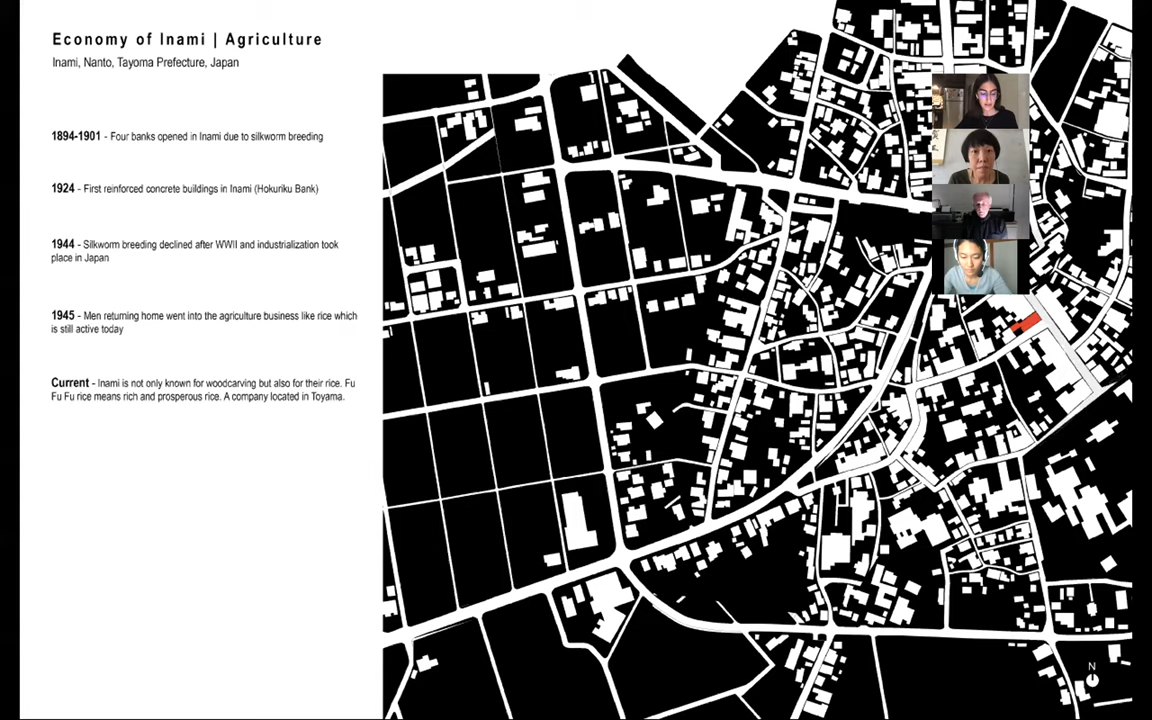 Economy of Inami | Agriculture
Inami, Nanto, Tayoma Prefecture, Japan
1894-1901 - Four banks opened in Inami due to silkworm breeding
1924 - First reinforced concrete buildings in Inami (Hokuriku Bank)
1944 - Silkworm breeding declined after WWII and industrialization took
place in Japan
1945 - Men returning home went into the agriculture business like rice which
is still active today
Current - Inami is not only known for woodcarving but also for their rice. Fu
Fu Fu rice means rich and prosperous rice. A company located in Toyama.
N